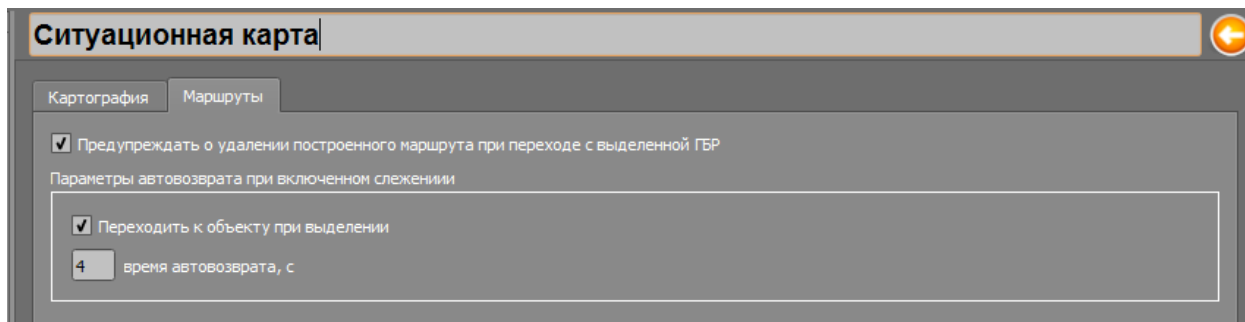 Ситуационная карта
Картография Маршруты
Предупреждать о удалении построенного маршрута при переходе с выделенной ГБР
Параметры автовозврата при включенном слежениии
Переходить к объекту при выделении
4 время автовозврата, с